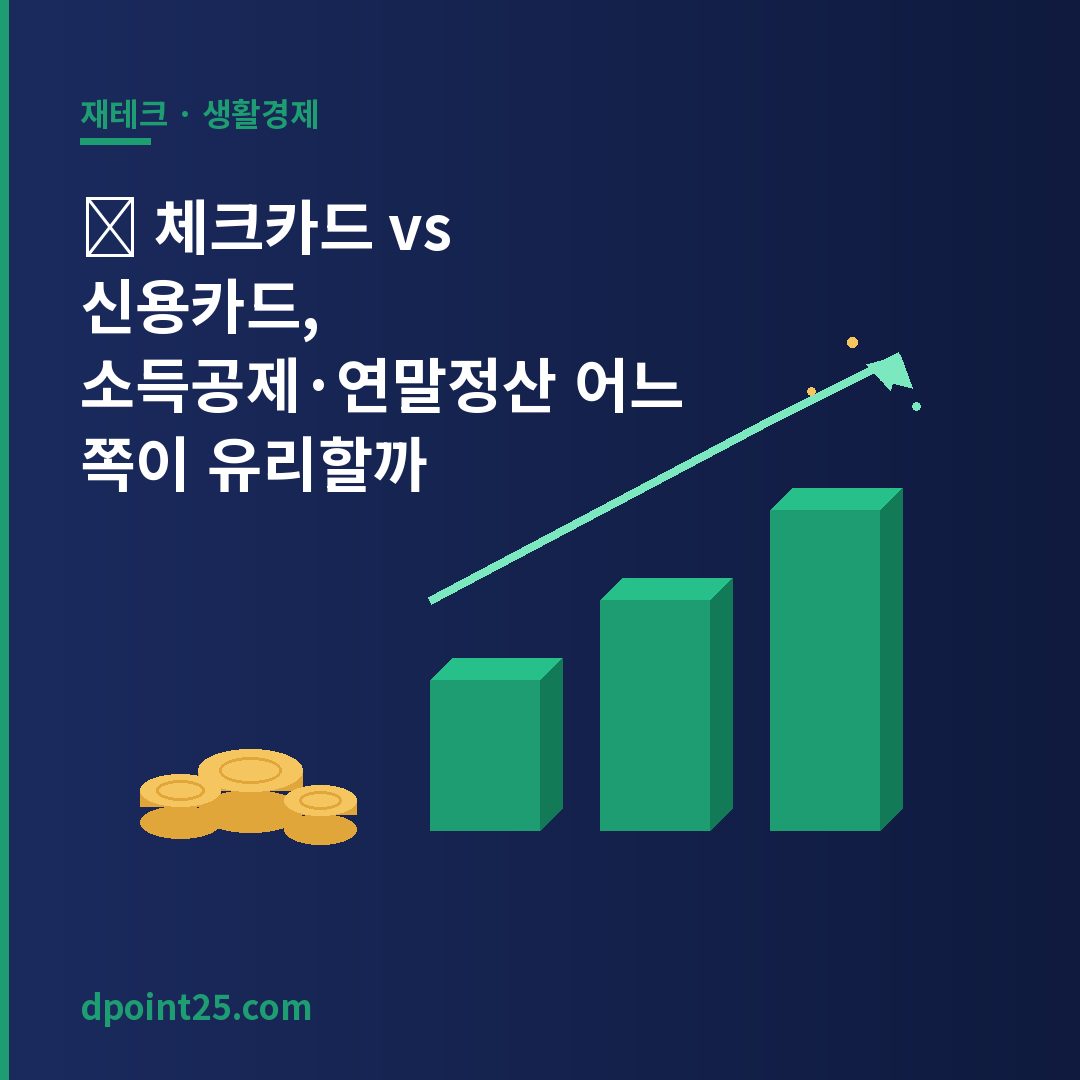 재테크 · 생활경제
체크카드 vs
신용카드,
소득공제·연말정산 어느
쪽이 유리할까
dpoint25.com